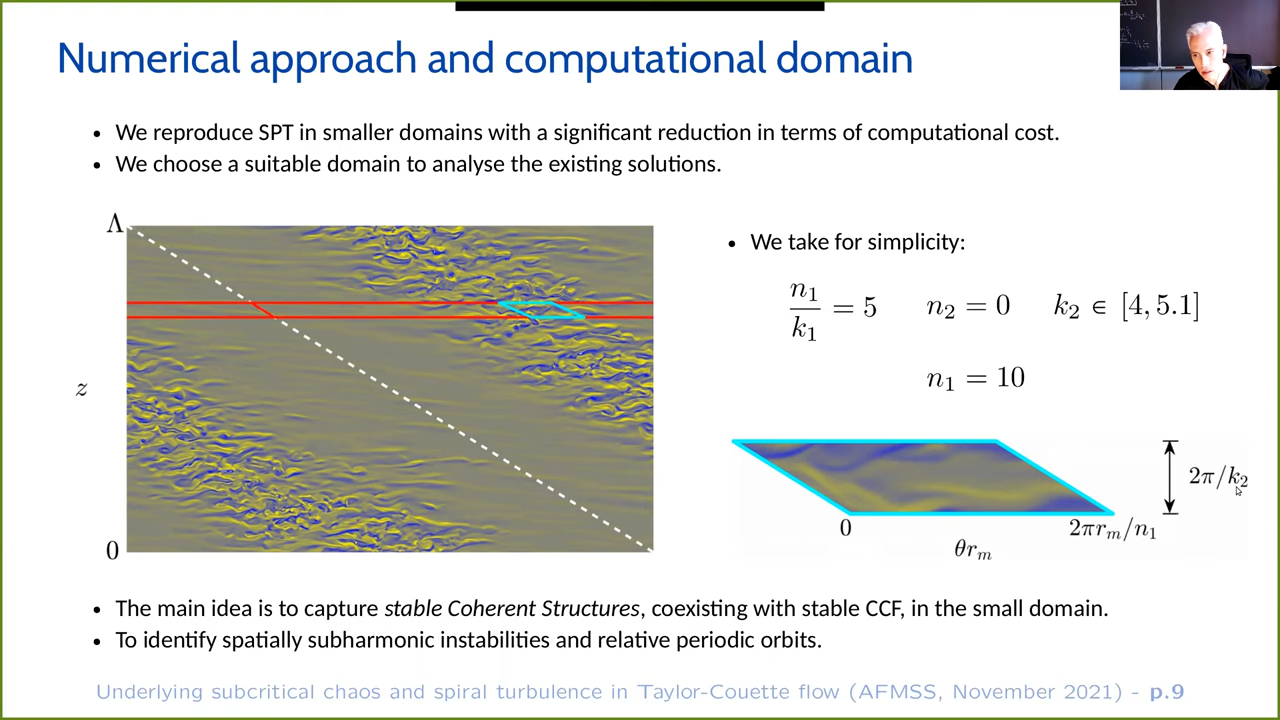 Numerical approach and computational domain
• We reproduce SPT in smaller domains with a significant reduction in terms of computational cost.
• We choose a suitable domain to analyse the existing solutions.
Λ
z
0
• We take for simplicity:
n₁/k₁ = 5 n₂ = 0 k₂ ∈ [4, 5.1]
n₁ = 10
2π/k₂
0 2πrₘ/n₁
θrₘ
• The main idea is to capture stable Coherent Structures, coexisting with stable CCF, in the small domain.
• To identify spatially subharmonic instabilities and relative periodic orbits.
Underlying subcritical chaos and spiral turbulence in Taylor-Couette flow (AFMSS, November 2021) - p.9